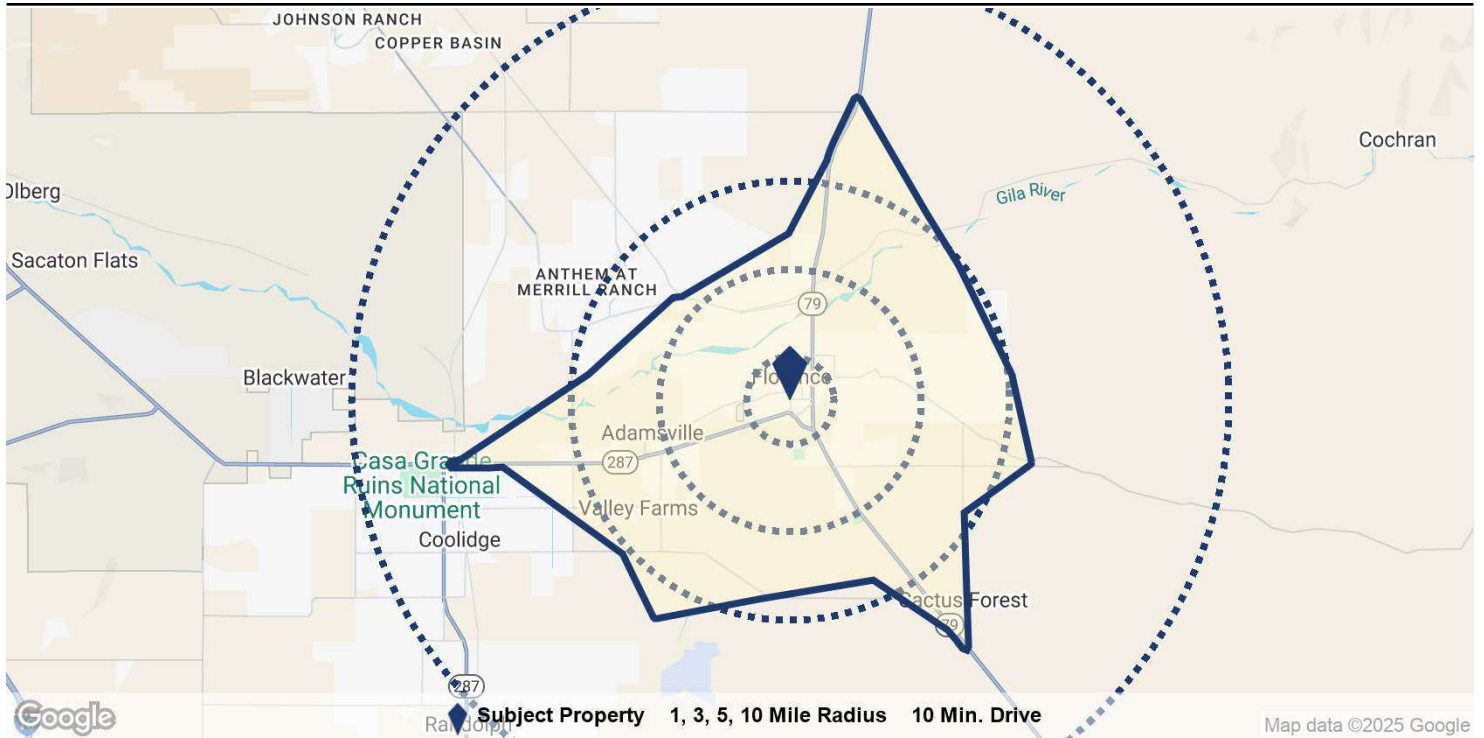 JOHNSON RANCH
COPPER BASIN
Cochran
Olberg
Gila River
Sacaton Flats
ANTHEM AT
MERRILL RANCH
79
Blackwater
Florence
Adamsville
287
Casa Grande
Ruins National
Monument
Valley Farms
Coolidge
Cactus Forest
79
287
Randolph
Google
Subject Property 1, 3, 5, 10 Mile Radius 10 Min. Drive
Map data ©2025 Google